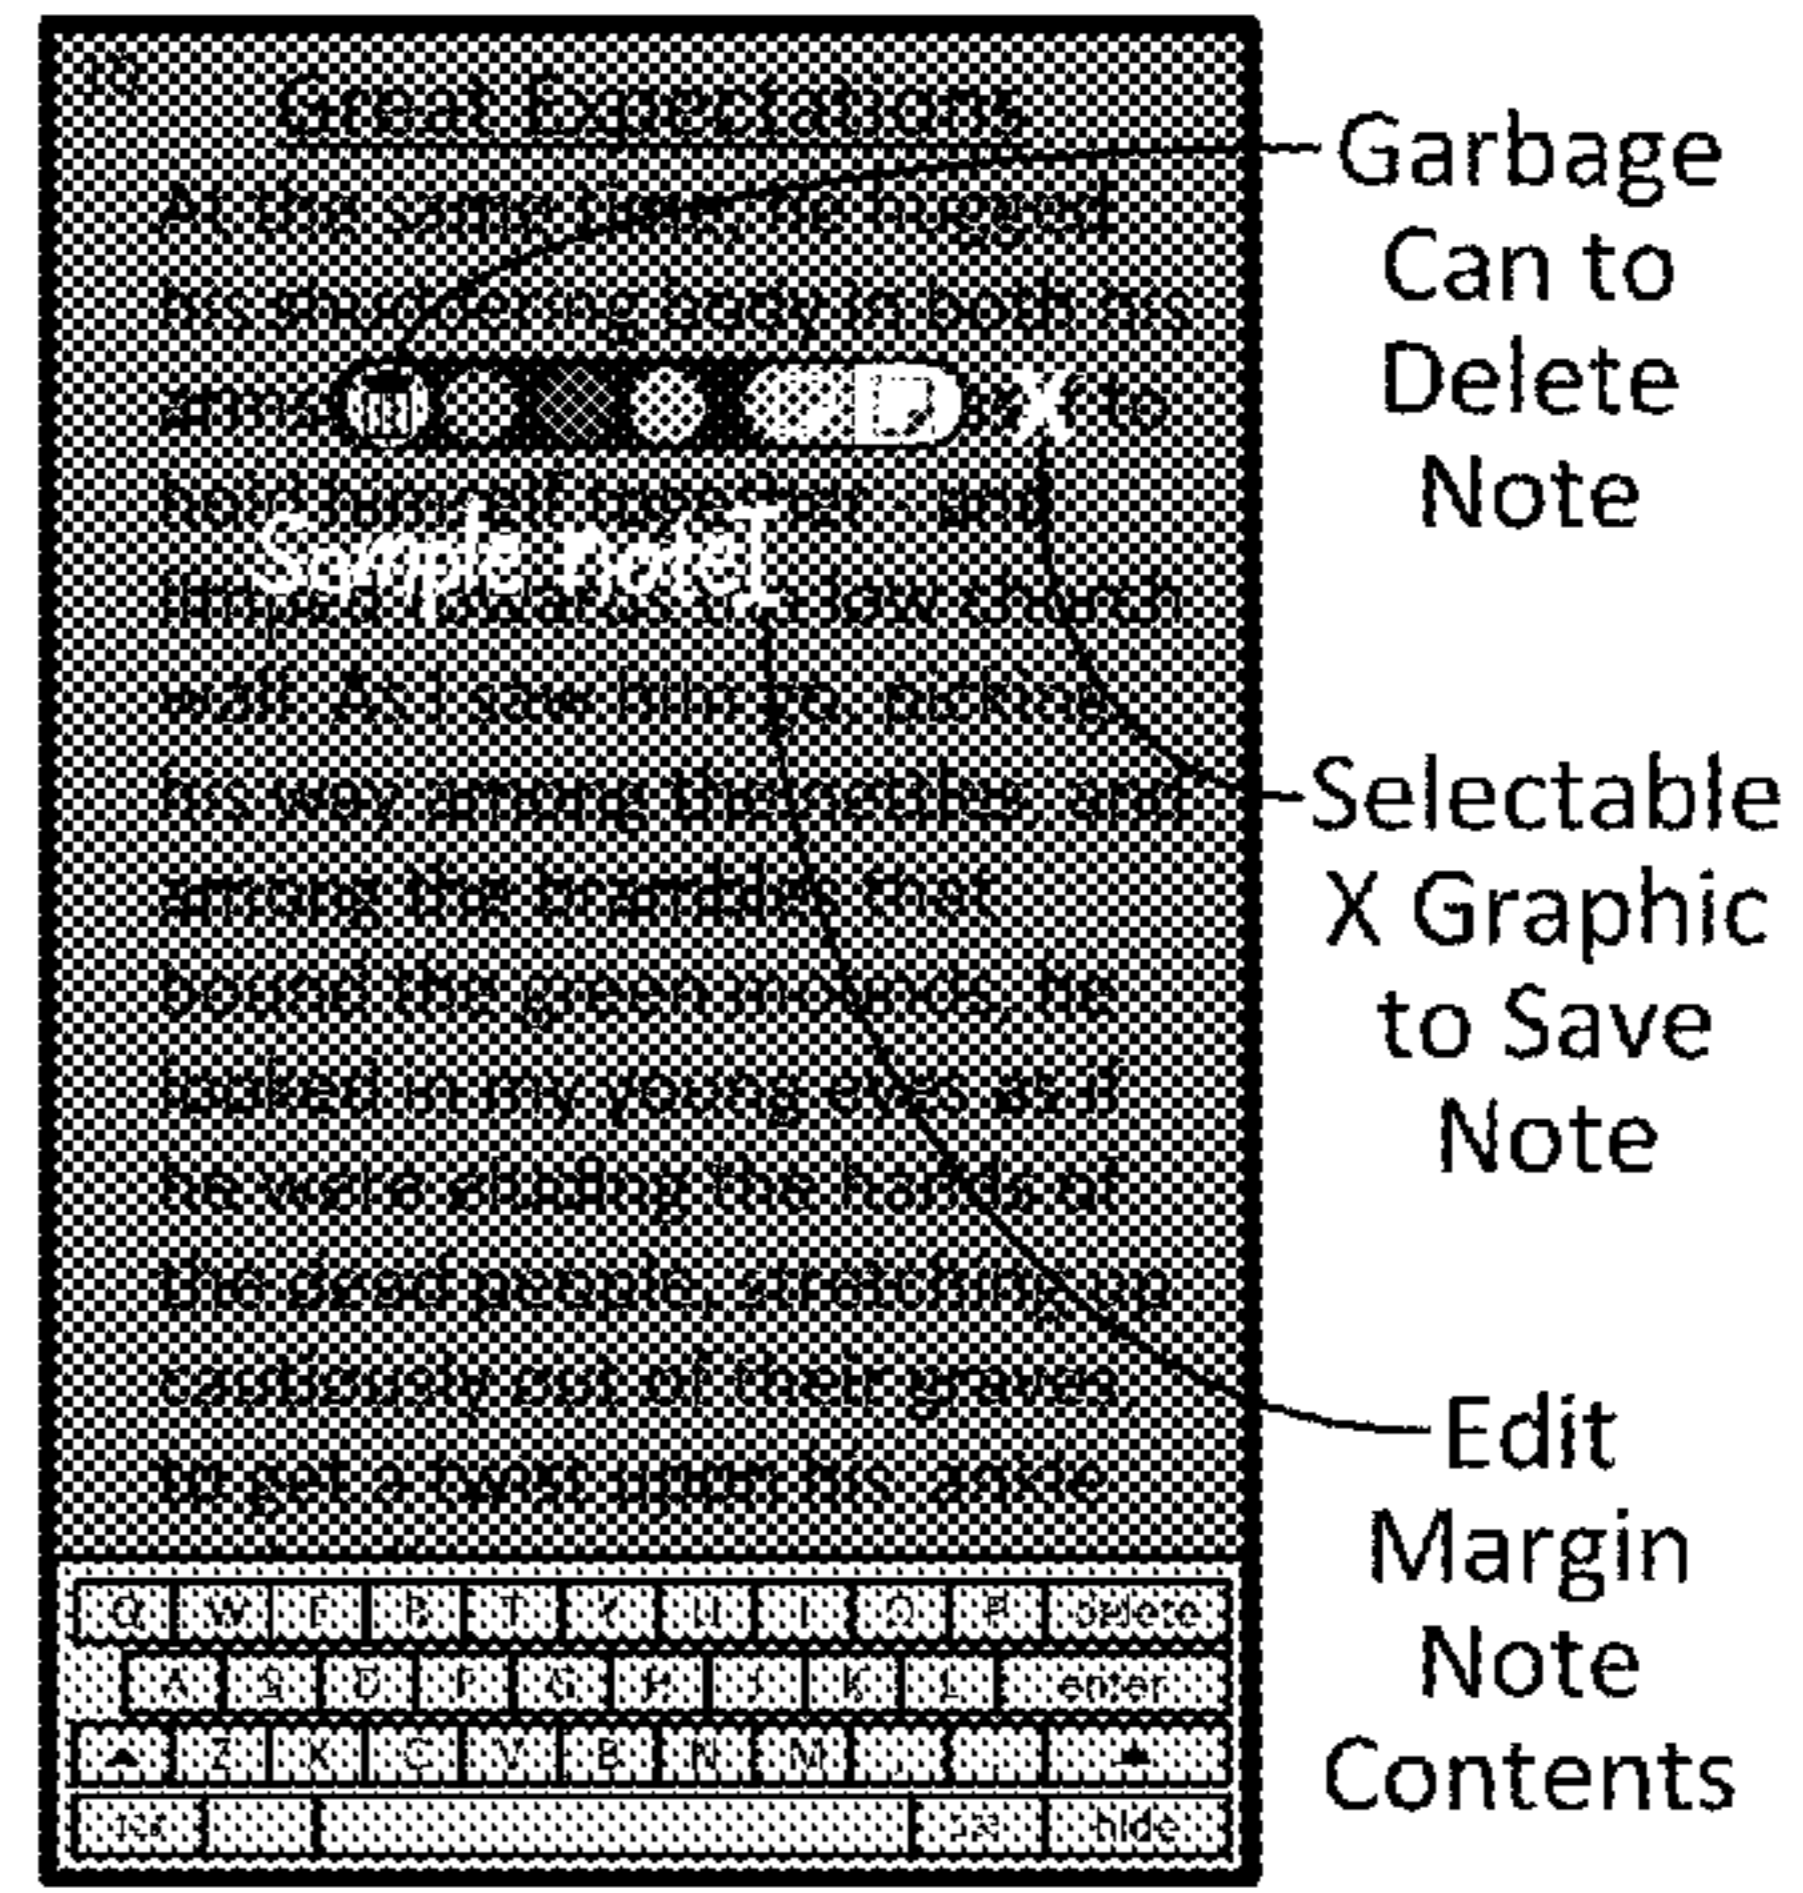 Great Expectations
At the same time, he hugged
his shuddering body in both his
arms to
hold himself together - and
limped towards low church
wall. As I saw him go, picking
his way among the nettles, and
among the brambles that
bound the green mounds, he
looked in my young eyes as if
he were eluding the hands of
the dead people, stretching up
cautiously out of their graves,
to get a twist upon his ankle
X
Sample note
Garbage
Can to
Delete
Note
Selectable
X Graphic
to Save
Note
Edit
Margin
Note
Contents
Q W T Y U I O P delete
A S D F G H J K L enter
Z X C V B N M
hide